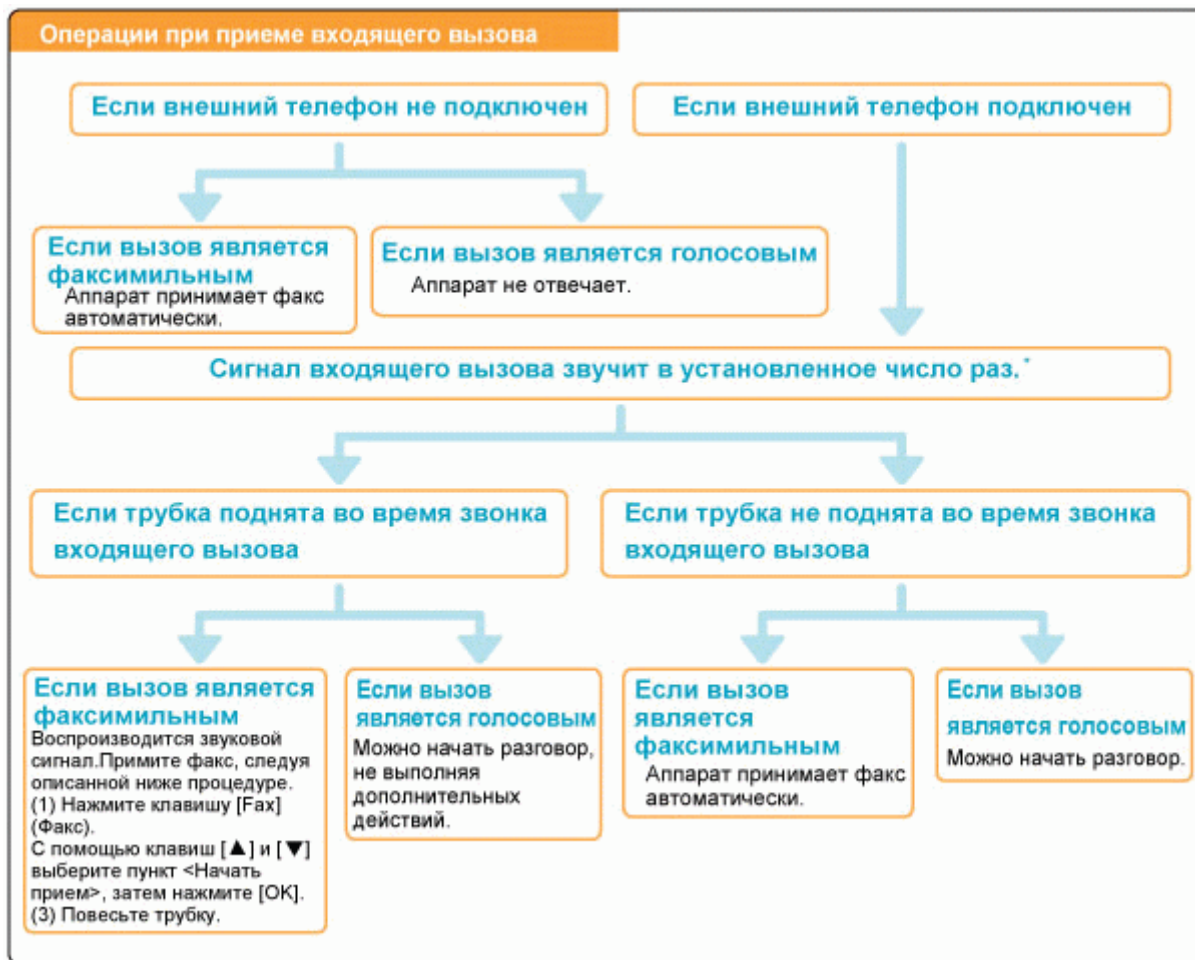 Операции при приеме входящего вызова
Если внешний телефон не подключен
Если внешний телефон подключен
Если вызов является
факсимильным
Аппарат принимает факс
автоматически.
Если вызов является голосовым
Аппарат не отвечает.
Сигнал входящего вызова звучит в установленное число раз.*
Если трубка поднята во время звонка
входящего вызова
Если трубка не поднята во время звонка
входящего вызова
Если вызов является
факсимильным
Воспроизводится звуковой
сигнал.Примите факс, следуя
описанной ниже процедуре.
(1) Нажмите клавишу [Fax]
(Факс).
С помощью клавиш [▲] и [▼]
выберите пункт <Начать
прием>, затем нажмите [OK].
(3) Повесьте трубку.
Если вызов
является голосовым
Можно начать разговор,
не выполняя
дополнительных
действий.
Если вызов
является
факсимильным
Аппарат принимает факс
автоматически.
Если вызов
является голосовым
Можно начать разговор.